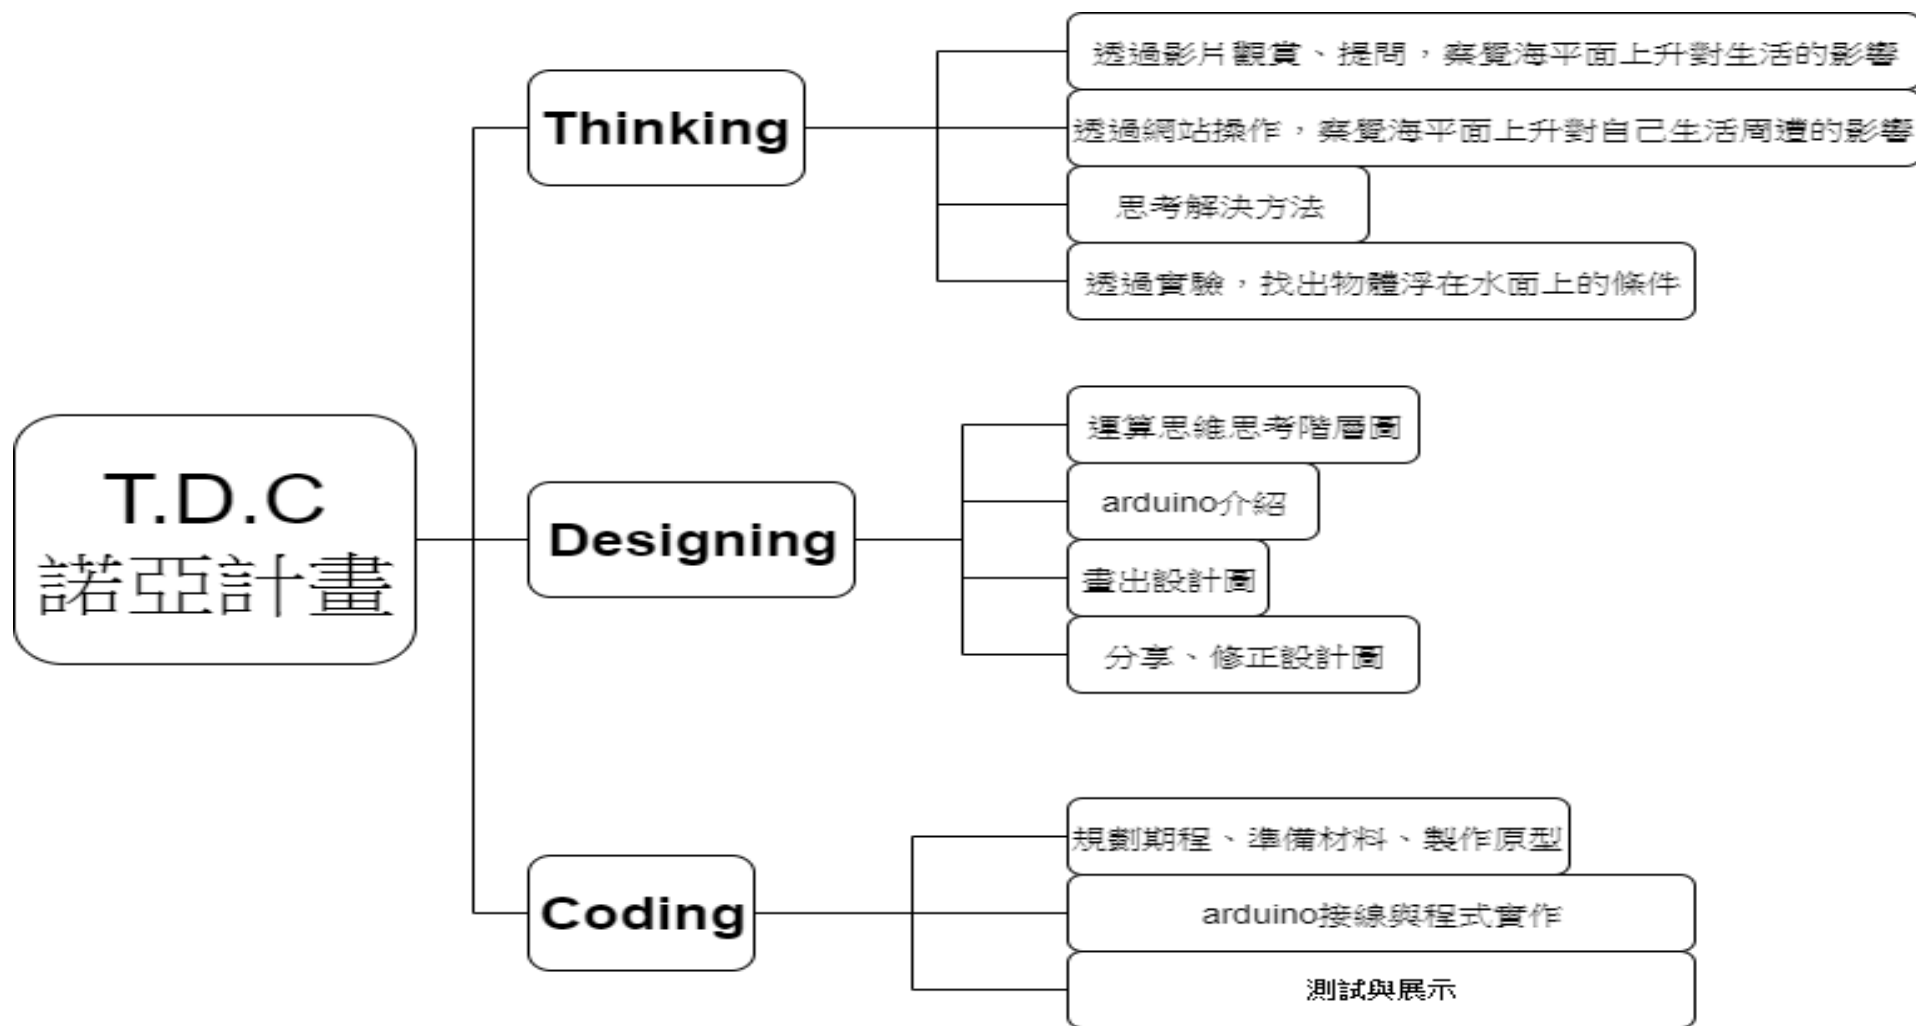 T.D.C
諾亞計畫
Thinking
透過影片觀賞、提問，察覺海平面上升對生活的影響
透過網站操作，察覺海平面上升對自己生活周遭的影響
思考解決方法
透過實驗，找出物體浮在水面上的條件
Designing
運算思維思考階層圖
arduino介紹
畫出設計圖
分享、修正設計圖
Coding
規劃期程、準備材料、製作原型
arduino接線與程式實作
測試與展示